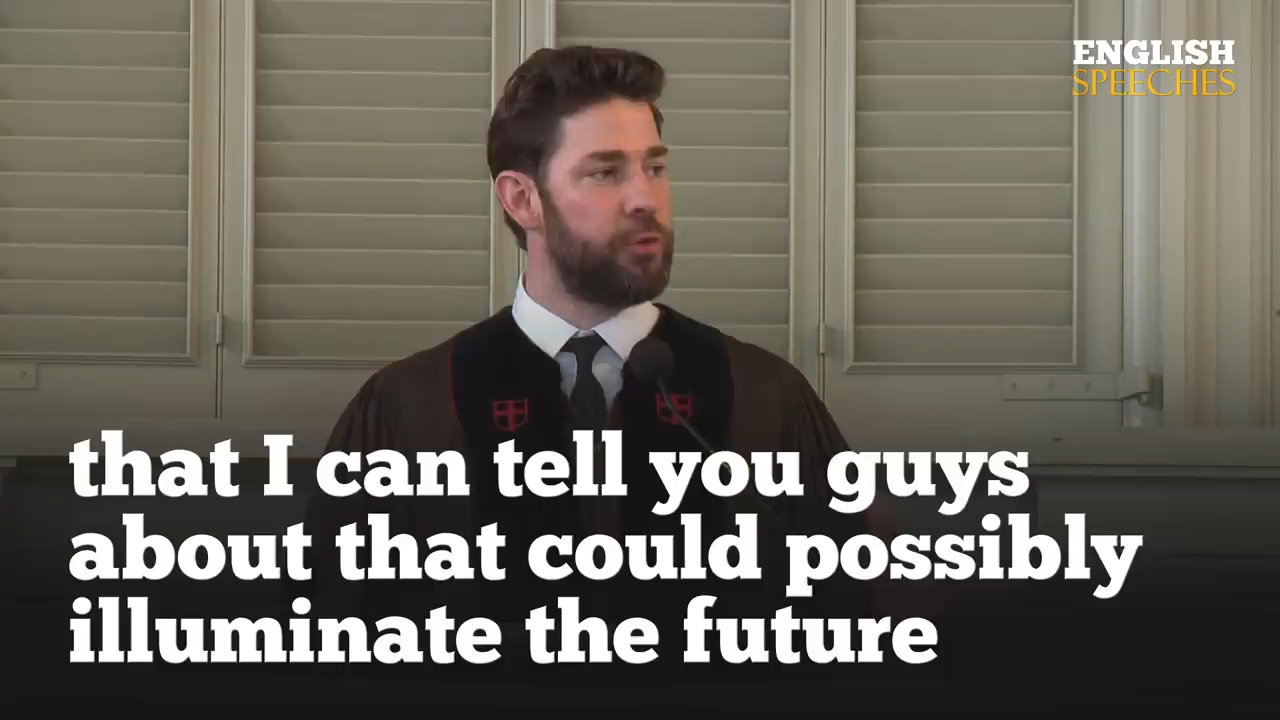 ENGLISH
SPEECHES
that I can tell you guys
about that could possibly
illuminate the future